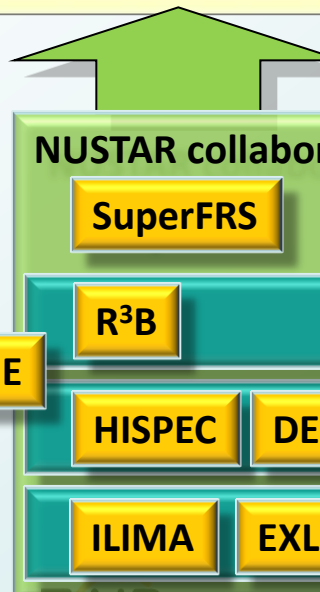 NUSTAR collabor
SuperFRS
R³B
E
HISPEC DE
ILIMA EXL